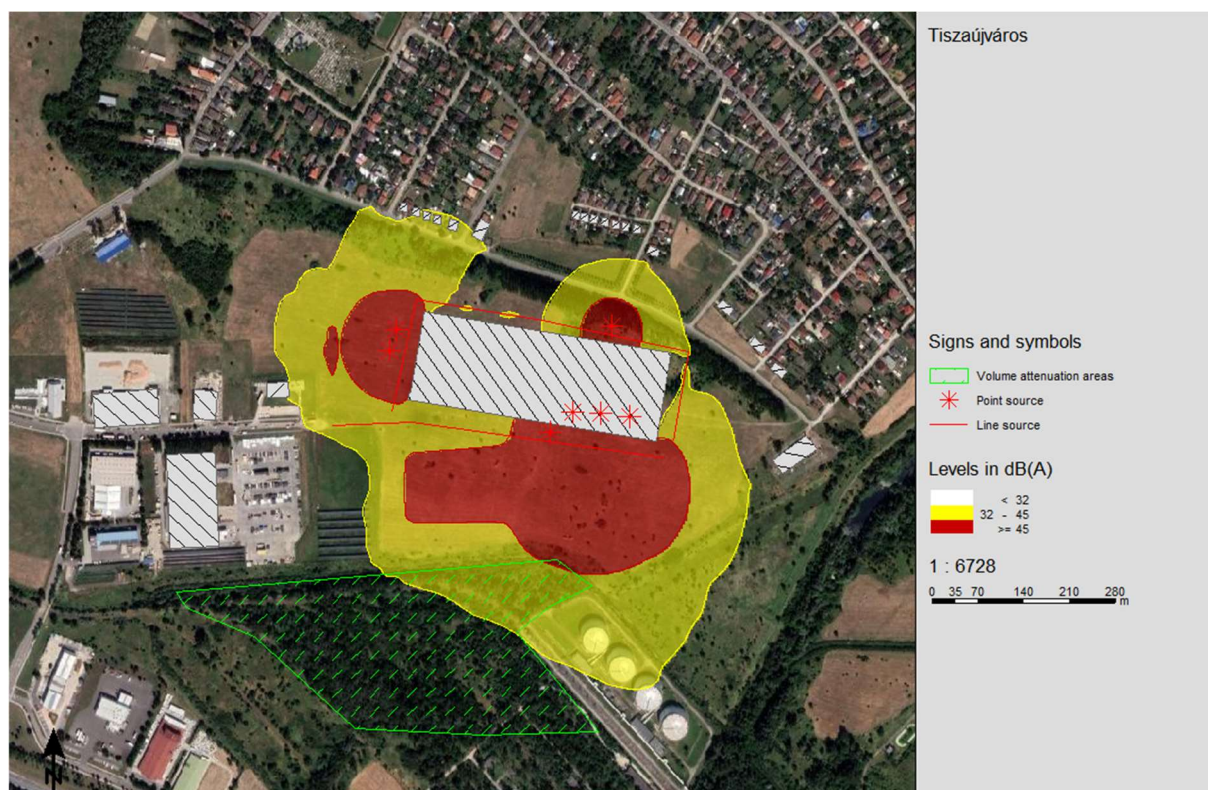 Tiszaújváros
Signs and symbols
Volume attenuation areas
Point source
Line source
Levels in dB(A)
< 32
32 - 45
>= 45
1 : 6728
0 35 70 140 210 280
m